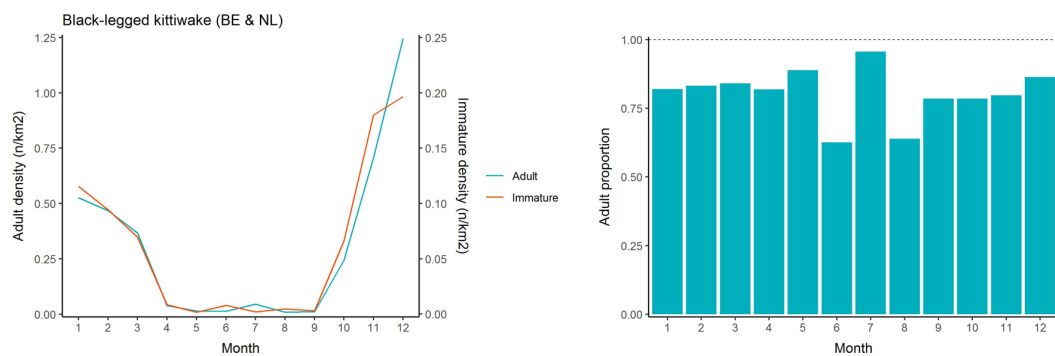 Black-legged kittiwake (BE & NL)
Adult density (n/km2)
1.25
1.00
0.75
0.50
0.25
0.00
0.25
0.20
0.15
0.10
0.05
0.00
Immature density (n/km2)
1 2 3 4 5 6 7 8 9 10 11 12
Month
Adult
Immature
Adult proportion
1.00
0.75
0.50
0.25
0.00
1 2 3 4 5 6 7 8 9 10 11 12
Month